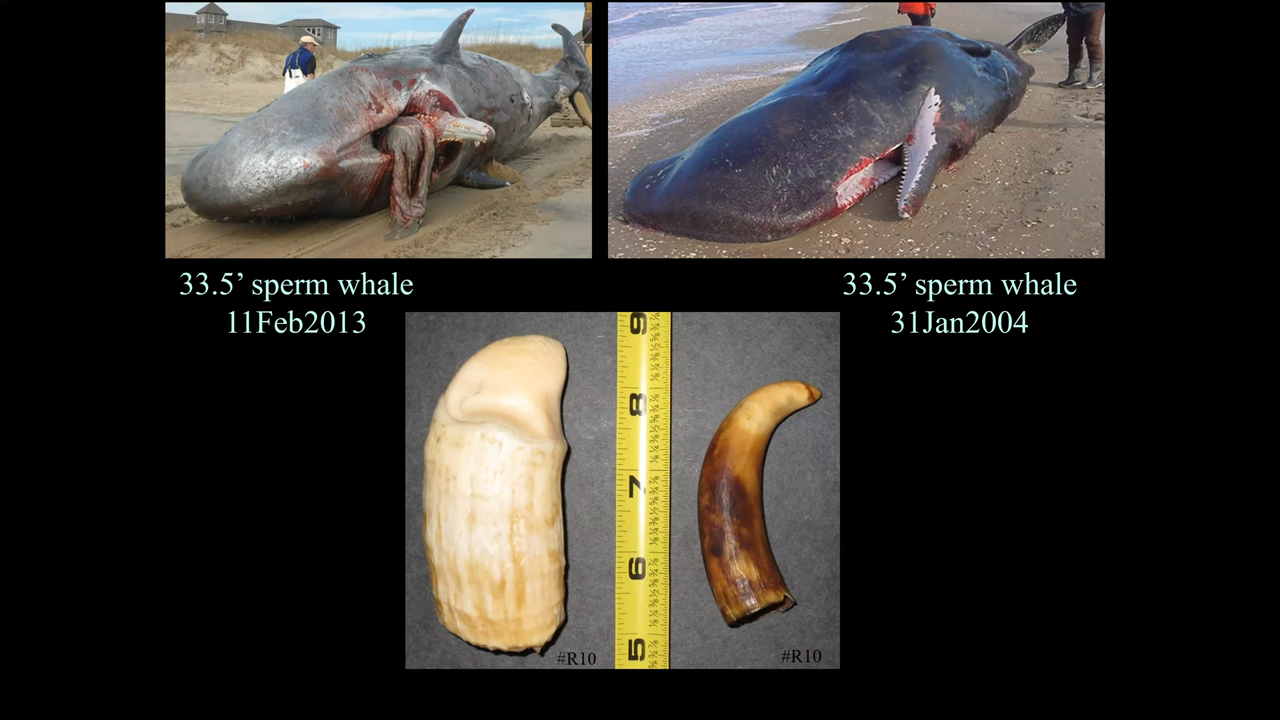 33.5’ sperm whale
11Feb2013
33.5’ sperm whale
31Jan2004
9
8
7
6
5
#R10
#R10